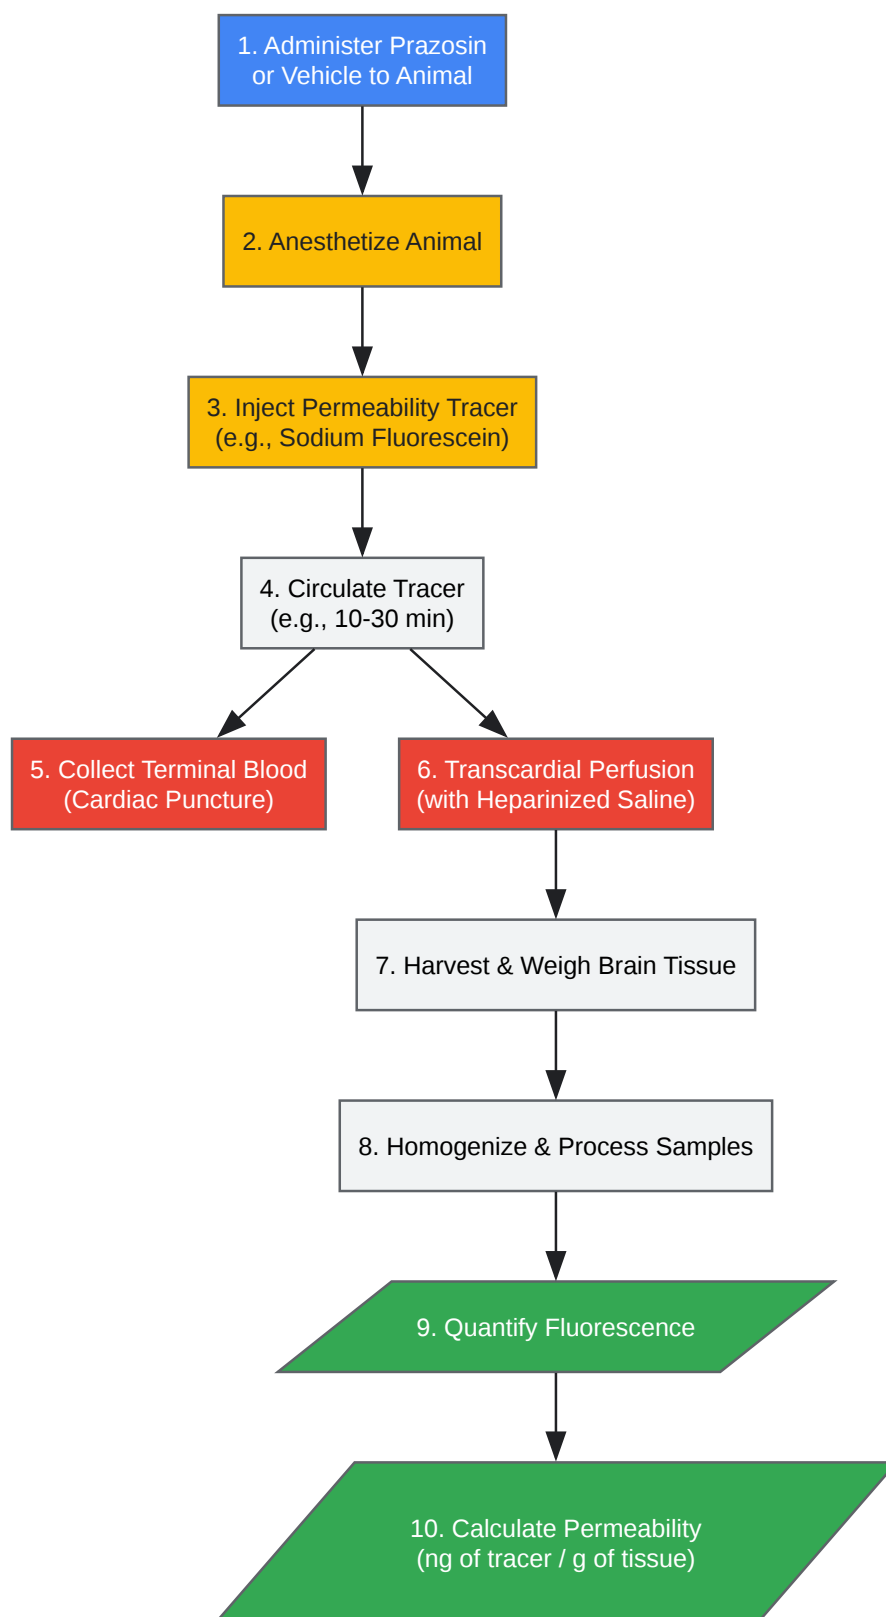 1. Administer Prazosin
or Vehicle to Animal
2. Anesthetize Animal
3. Inject Permeability Tracer
(e.g., Sodium Fluorescein)
4. Circulate Tracer
(e.g., 10-30 min)
5. Collect Terminal Blood
(Cardiac Puncture)
6. Transcardial Perfusion
(with Heparinized Saline)
7. Harvest & Weigh Brain Tissue
8. Homogenize & Process Samples
9. Quantify Fluorescence
10. Calculate Permeability
(ng of tracer / g of tissue)